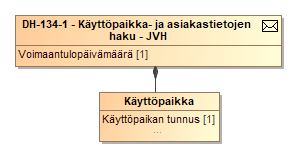 DH-134-1 - Käyttöpaikka- ja asiakastietojen
haku - JVH
Voimaantulopäivämäärä [1]
Käyttöpaikka
Käyttöpaikan tunnus [1]
...